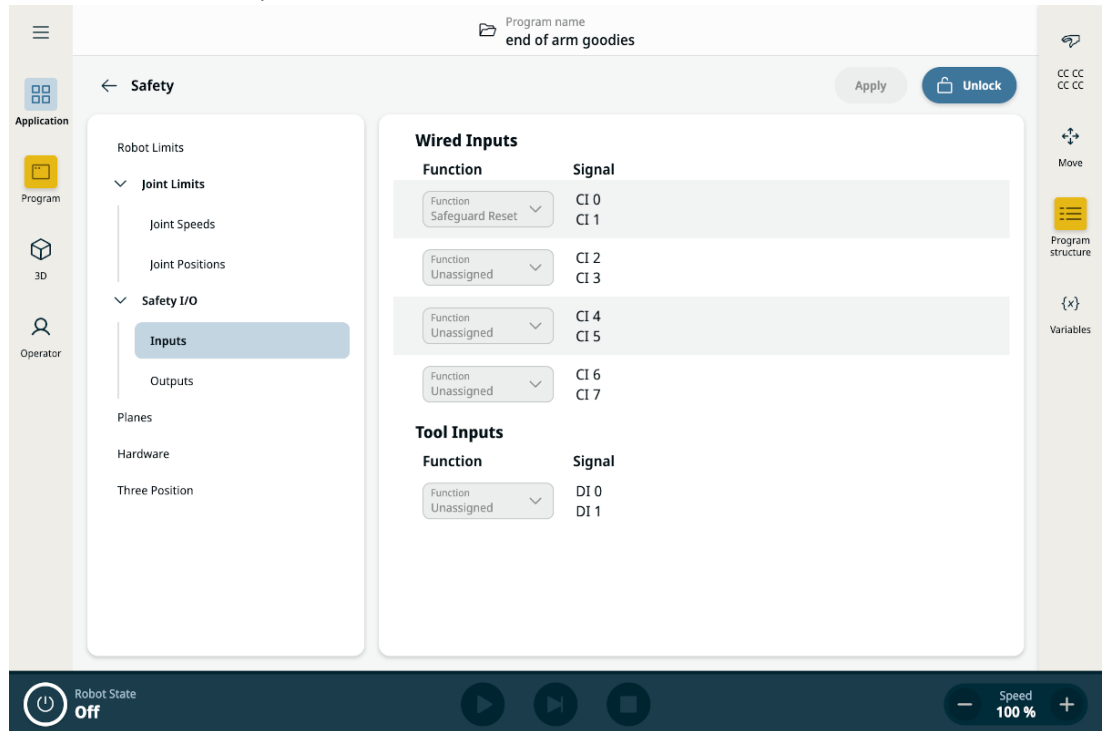 Program name
end of arm goodies
Application
Program
3D
Operator
Safety
Apply
Unlock
Robot Limits
Joint Limits
Joint Speeds
Joint Positions
Safety I/O
Inputs
Outputs
Planes
Hardware
Three Position
Wired Inputs
Function Signal
Function
Safeguard Reset
CI 0
CI 1
Function
Unassigned
CI 2
CI 3
Function
Unassigned
CI 4
CI 5
Function
Unassigned
CI 6
CI 7
Tool Inputs
Function Signal
Function
Unassigned
DI 0
DI 1
CC CC
CC CC
Move
Program
structure
{x}
Variables
Robot State
Off
Speed
100 %